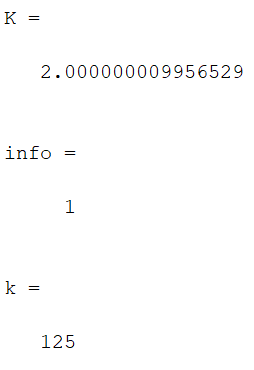 K =
2.000000009956529
info =
1
k =
125